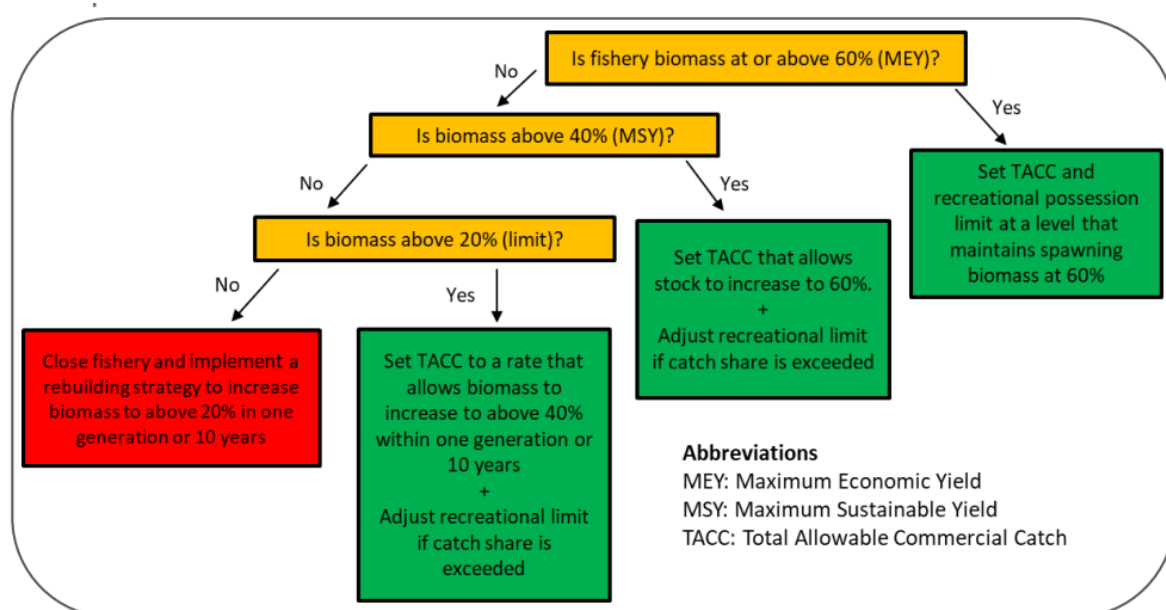 Is fishery biomass at or above 60% (MEY)?
No
Yes
Is biomass above 40% (MSY)?
No
Yes
Set TACC and
recreational possession
limit at a level that
maintains spawning
biomass at 60%
Is biomass above 20% (limit)?
No
Yes
Set TACC that allows
stock to increase to 60%.
+
Adjust recreational limit
if catch share is exceeded
Close fishery and implement a
rebuilding strategy to increase
biomass to above 20% in one
generation or 10 years
Set TACC to a rate that
allows biomass to
increase to above 40%
within one generation or
10 years
+
Adjust recreational limit
if catch share is
exceeded
Abbreviations
MEY: Maximum Economic Yield
MSY: Maximum Sustainable Yield
TACC: Total Allowable Commercial Catch